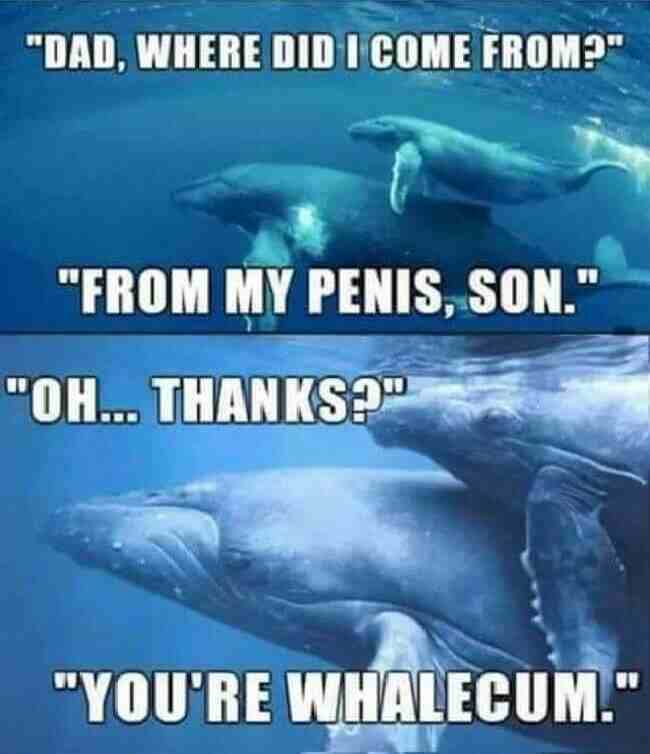 "DAD, WHERE DID I COME FROM?"
"FROM MY PENIS, SON."
"OH... THANKS?"
"YOU'RE WHALECUM."